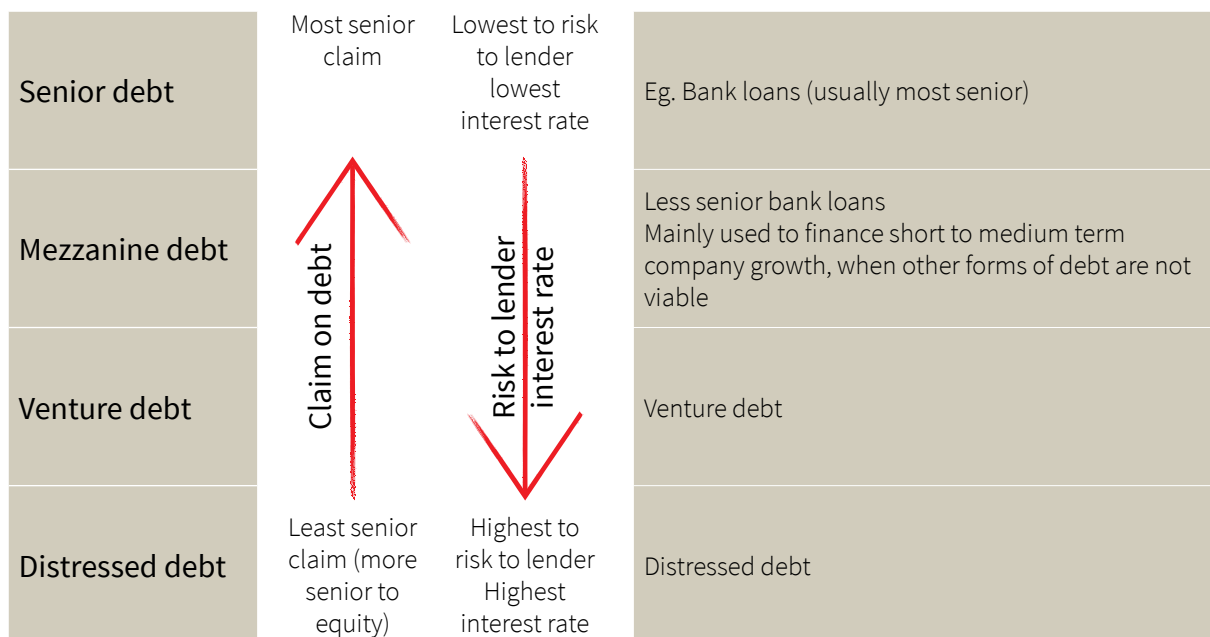 Senior debt
Most senior
claim
Lowest to risk
to lender
lowest
interest rate
Eg. Bank loans (usually most senior)
Mezzanine debt
Less senior bank loans
Mainly used to finance short to medium term
company growth, when other forms of debt are not
viable
Claim on debt
Risk to lender
interest rate
Venture debt
Venture debt
Distressed debt
Least senior
claim (more
senior to
equity)
Highest to
risk to lender
Highest
interest rate
Distressed debt